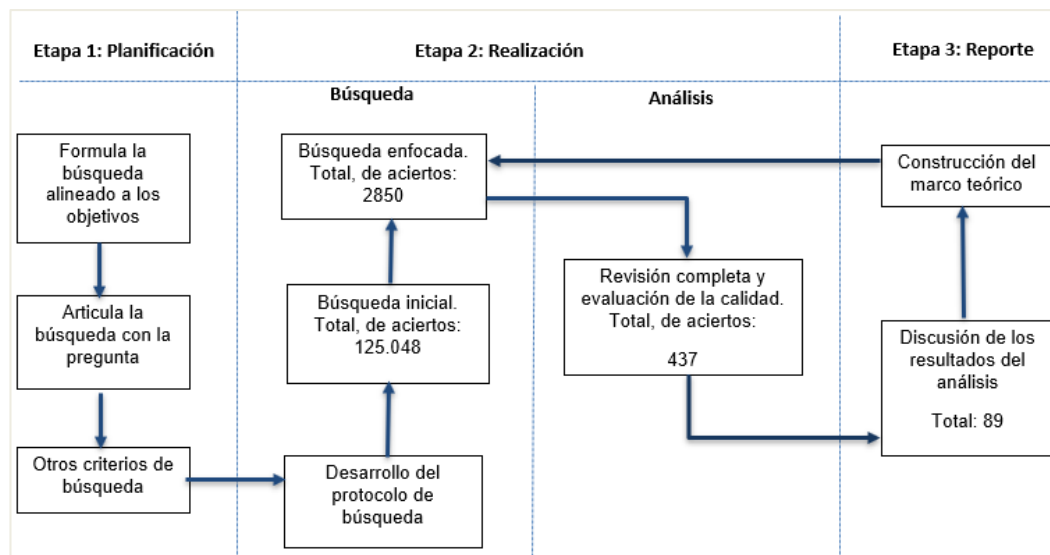 Etapa 1: Planificación
Etapa 2: Realización
Etapa 3: Reporte
Búsqueda
Análisis
Formula la
búsqueda
alineado a los
objetivos
Articula la
búsqueda con la
pregunta
Otros criterios de
búsqueda
Búsqueda enfocada.
Total, de aciertos:
2850
Búsqueda inicial.
Total, de aciertos:
125.048
Desarrollo del
protocolo de
búsqueda
Revisión completa y
evaluación de la calidad.
Total, de aciertos:
437
Construcción del
marco teórico
Discusión de los
resultados del
análisis
Total: 89